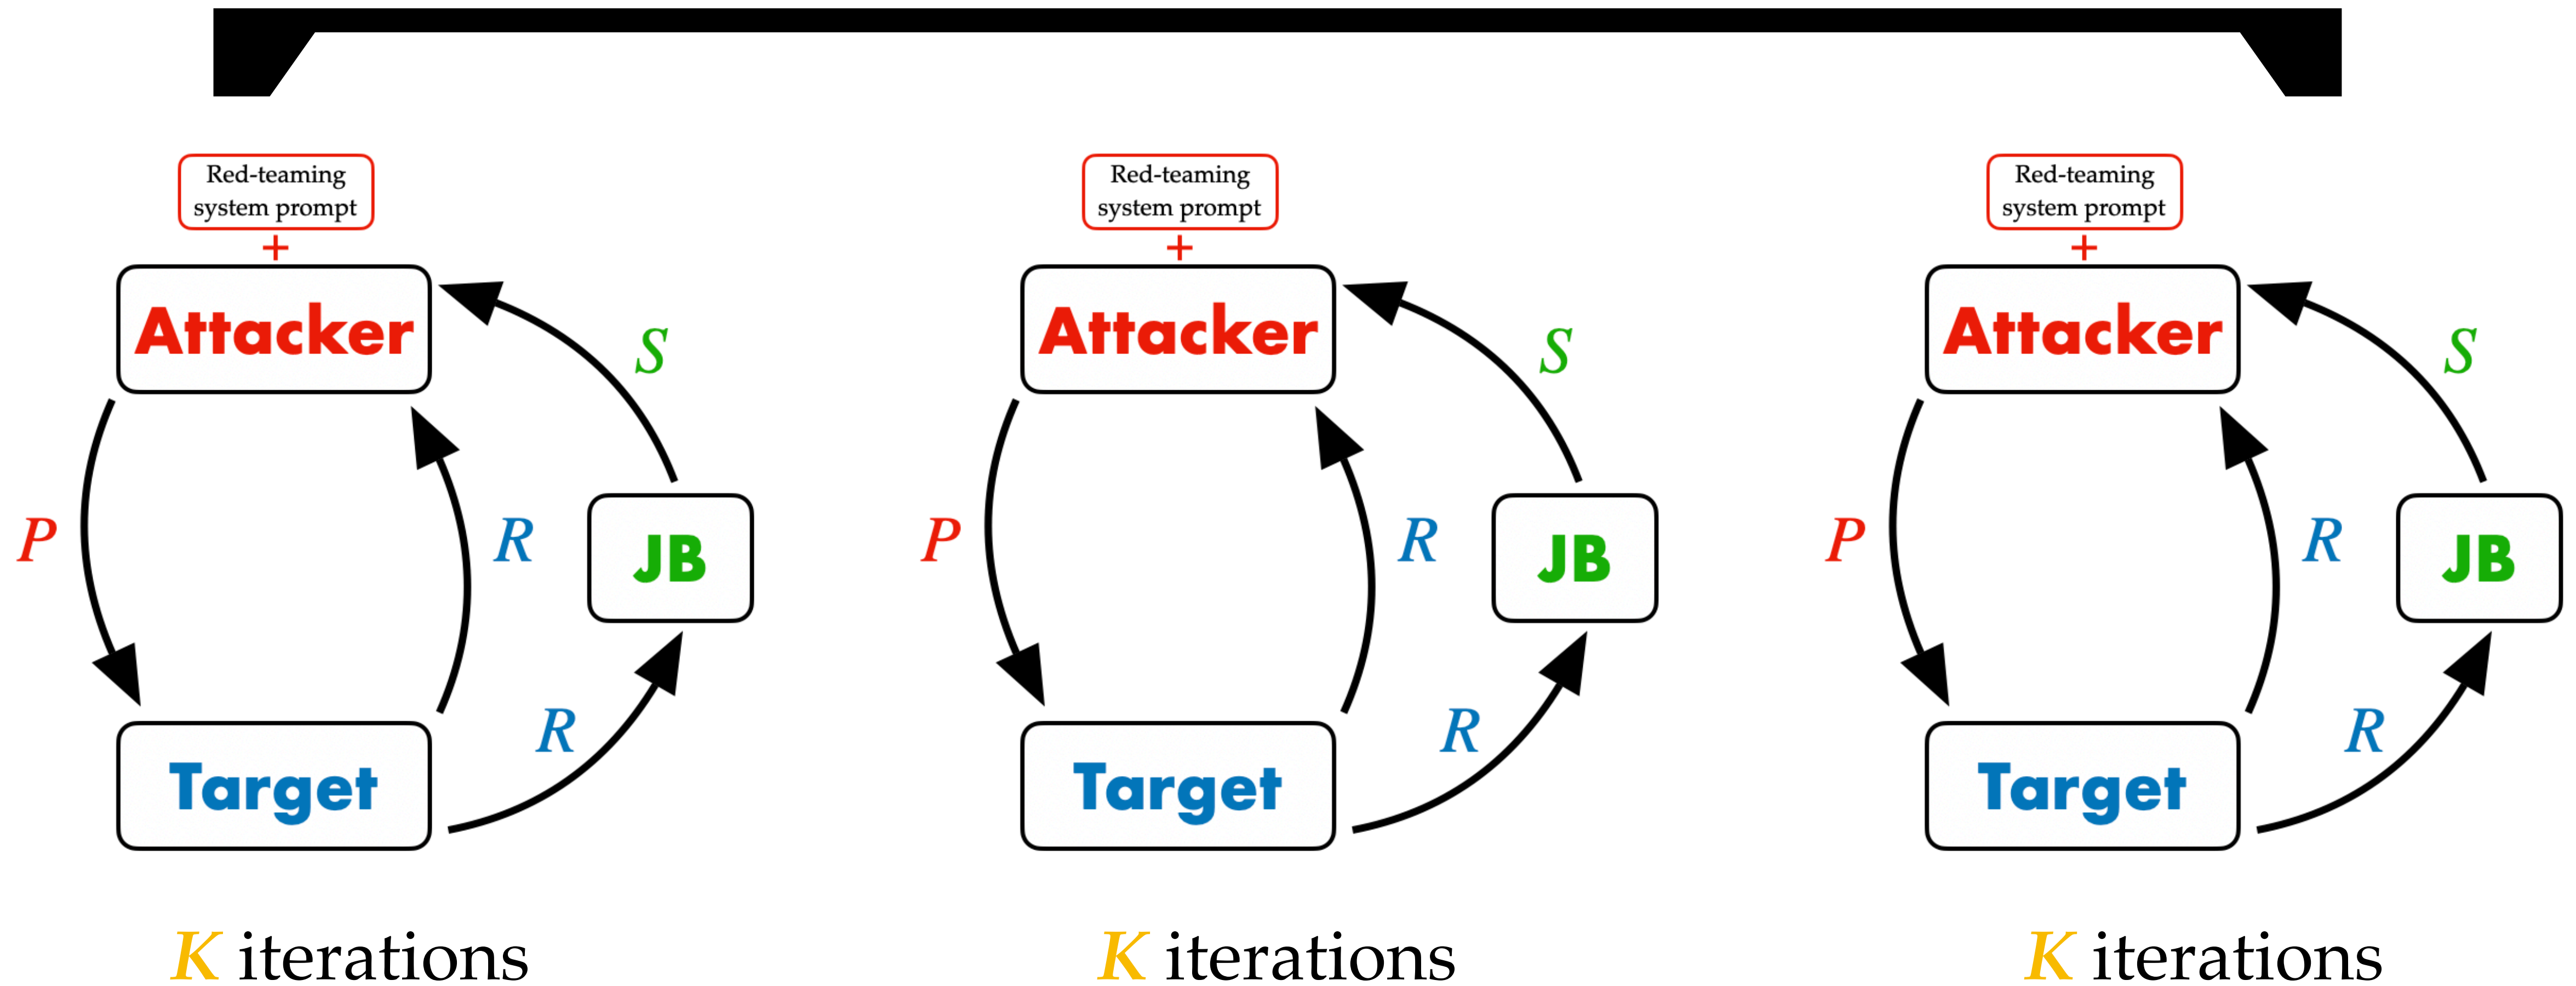 Red-teaming
system prompt
+
Attacker
S
P
R
JB
R
Target
K iterations
Red-teaming
system prompt
+
Attacker
S
P
R
JB
R
Target
K iterations
Red-teaming
system prompt
+
Attacker
S
P
R
JB
R
Target
K iterations